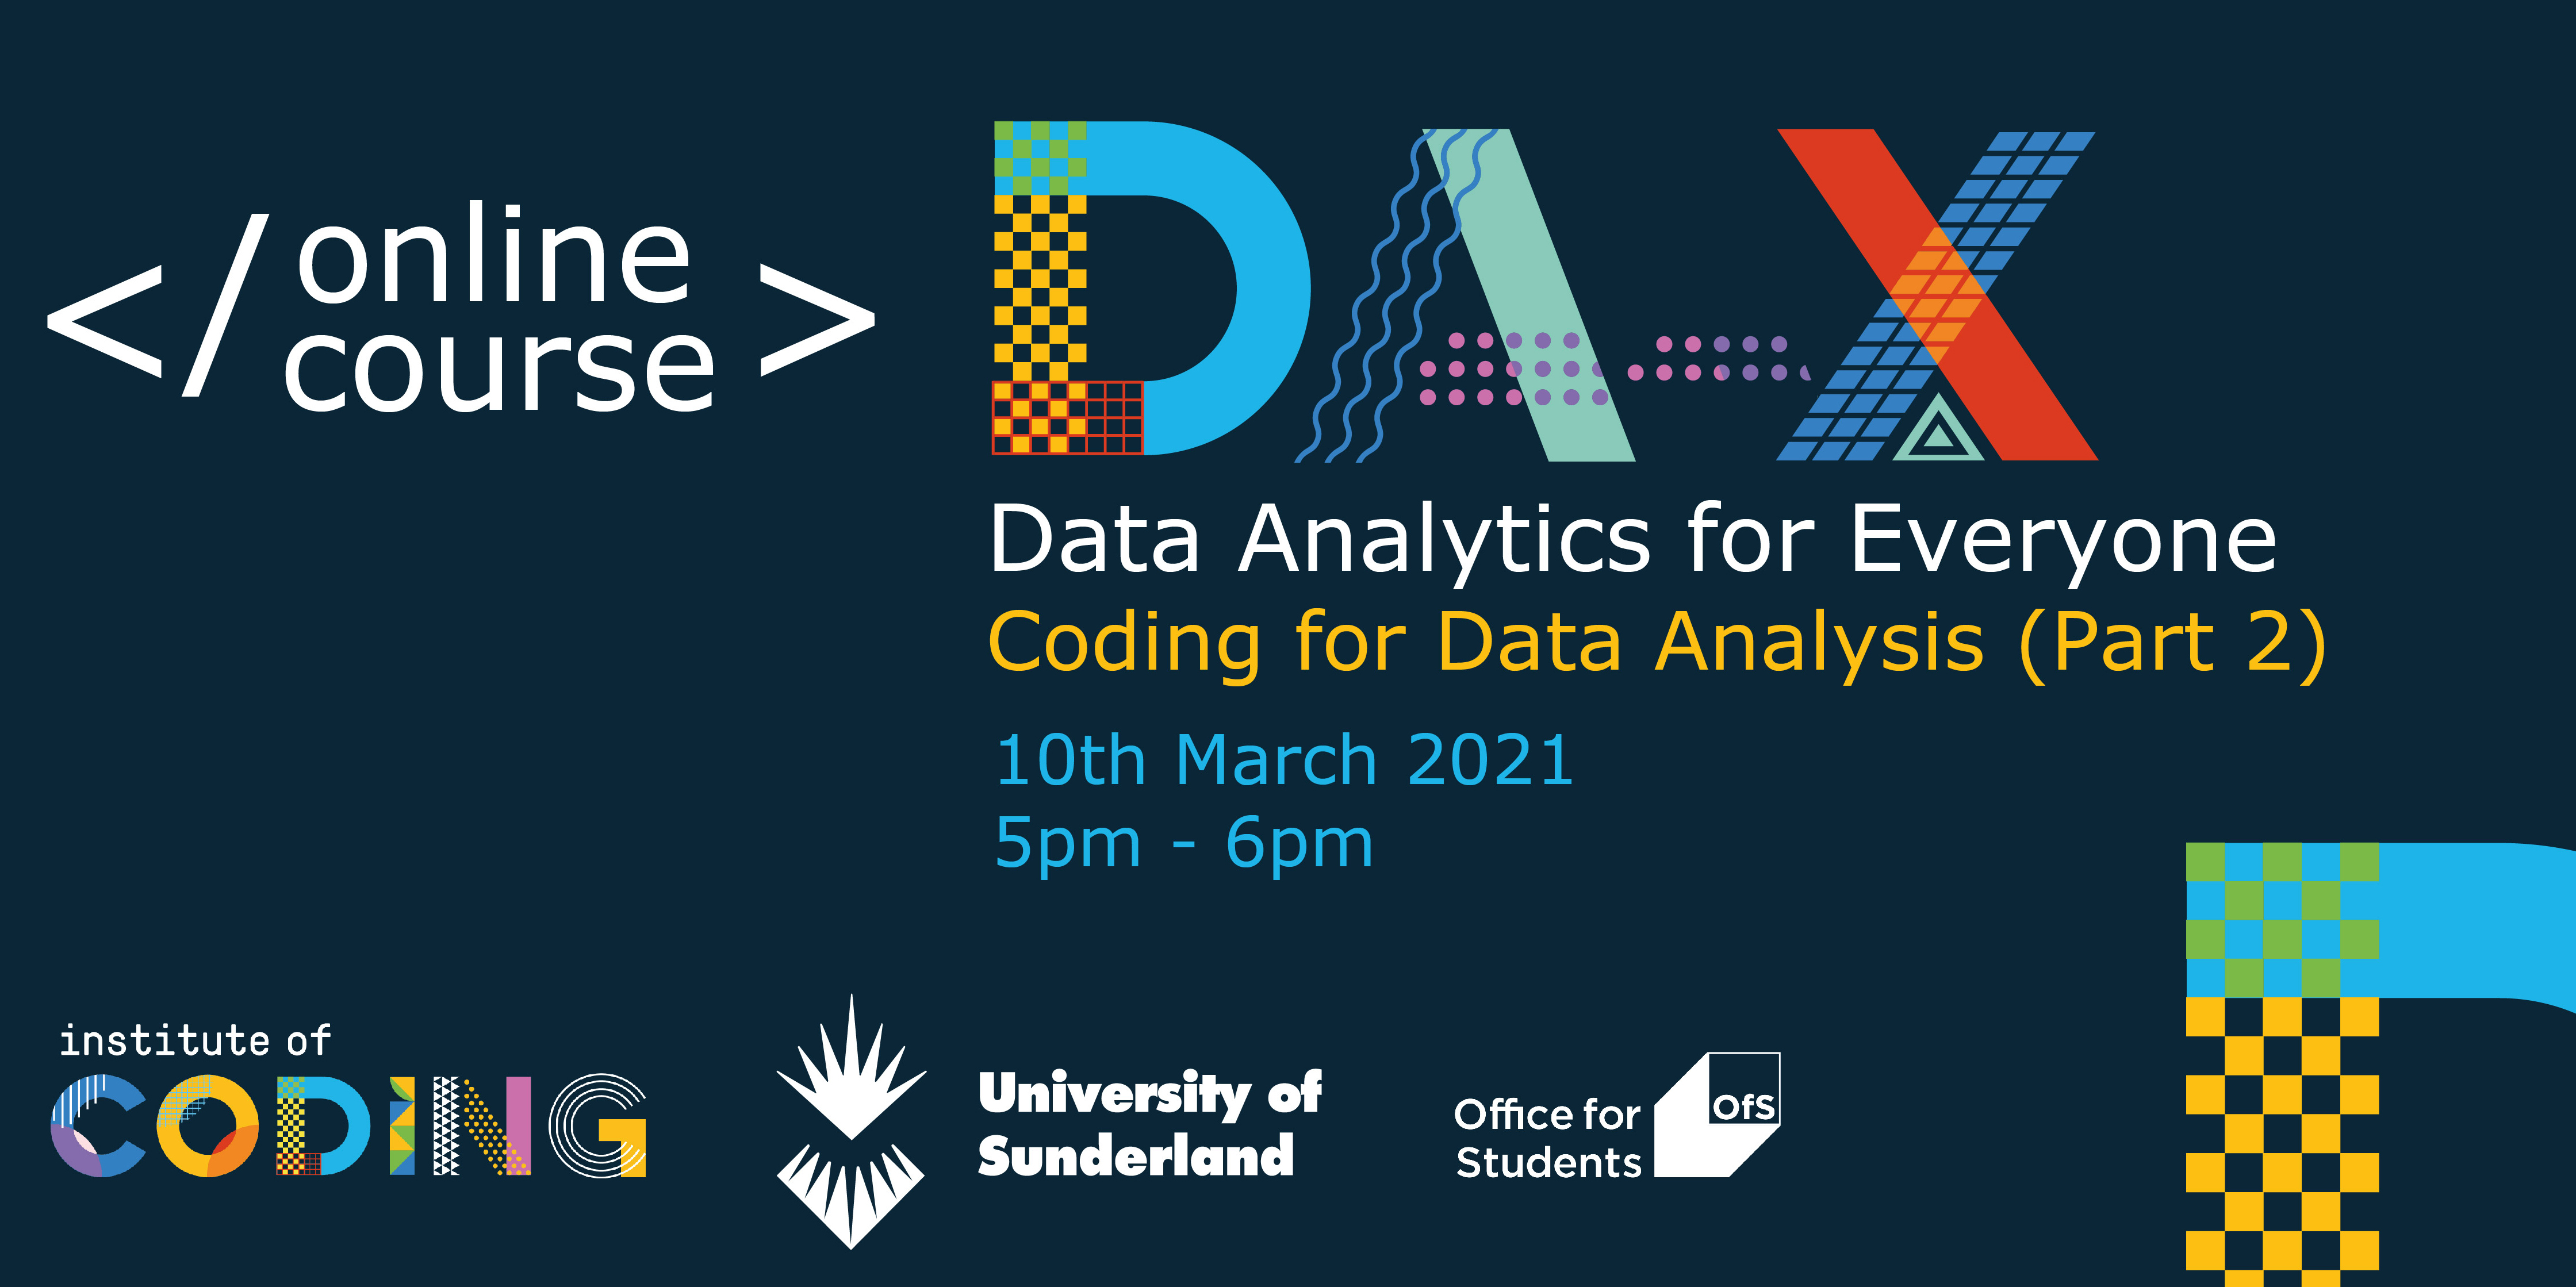 </ online
course >
DA-X
Data Analytics for Everyone
Coding for Data Analysis (Part 2)
10th March 2021
5pm - 6pm
institute of
CODING
University of
Sunderland
Office for
Students
OfS